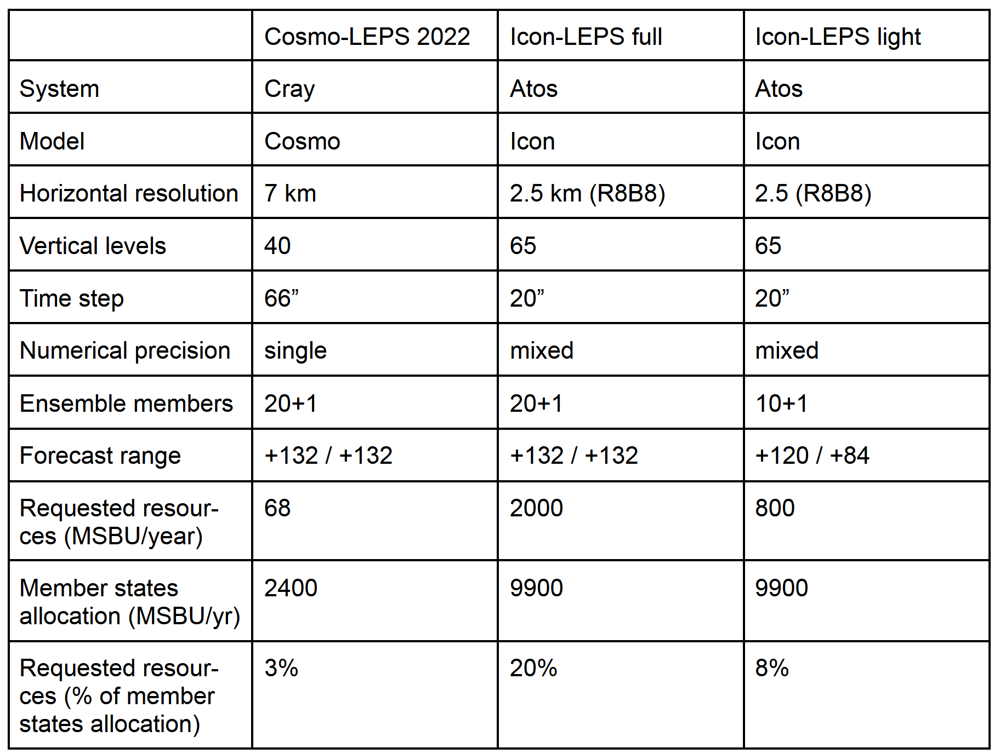 Cosmo-LEPS 2022 Icon-LEPS full Icon-LEPS light
System Cray Atos Atos
Model Cosmo Icon Icon
Horizontal resolution 7 km 2.5 km (R8B8) 2.5 (R8B8)
Vertical levels 40 65 65
Time step 66” 20” 20”
Numerical precision single mixed mixed
Ensemble members 20+1 20+1 10+1
Forecast range +132 / +132 +132 / +132 +120 / +84
Requested resour- 68 2000 800
ces (MSBU/year)
Member states 2400 9900 9900
allocation (MSBU/yr)
Requested resour- 3% 20% 8%
ces (% of member
states allocation)